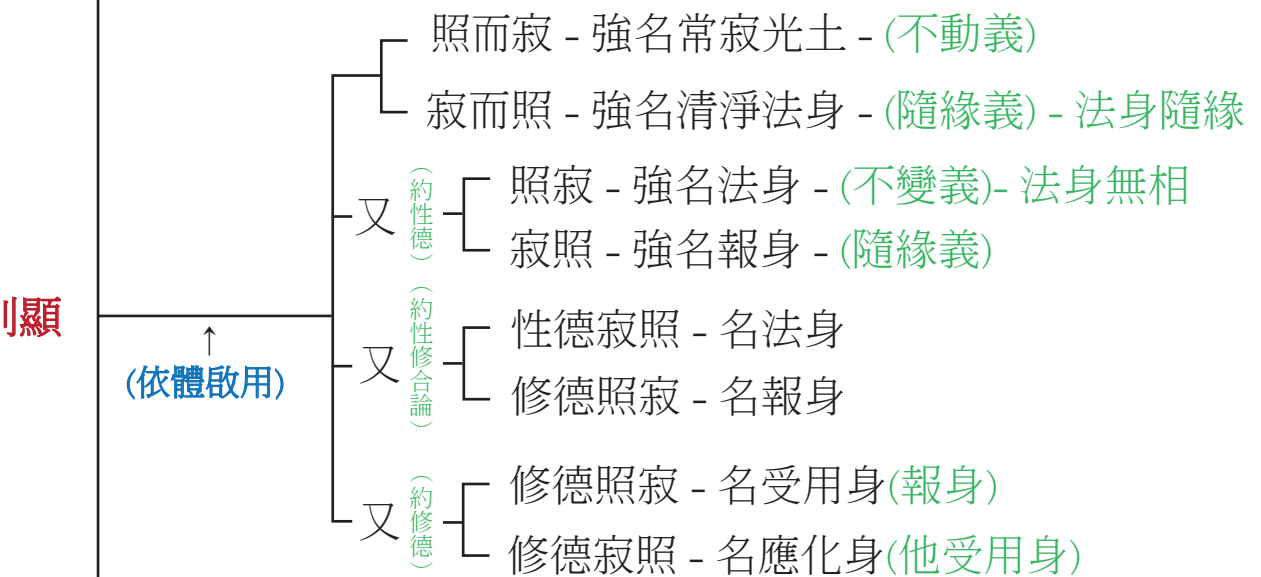 照而寂 - 強名常寂光土 - (不動義)
寂而照 - 強名清淨法身 - (隨緣義) - 法身隨緣
又
(約性德)
照寂 - 強名法身 - (不變義)- 法身無相
寂照 - 強名報身 - (隨緣義)
顯
↑
(依體啟用)
又
(約性修合論)
性德寂照 - 名法身
修德照寂 - 名報身
又
(約修德)
修德照寂 - 名受用身(報身)
修德寂照 - 名應化身(他受用身)